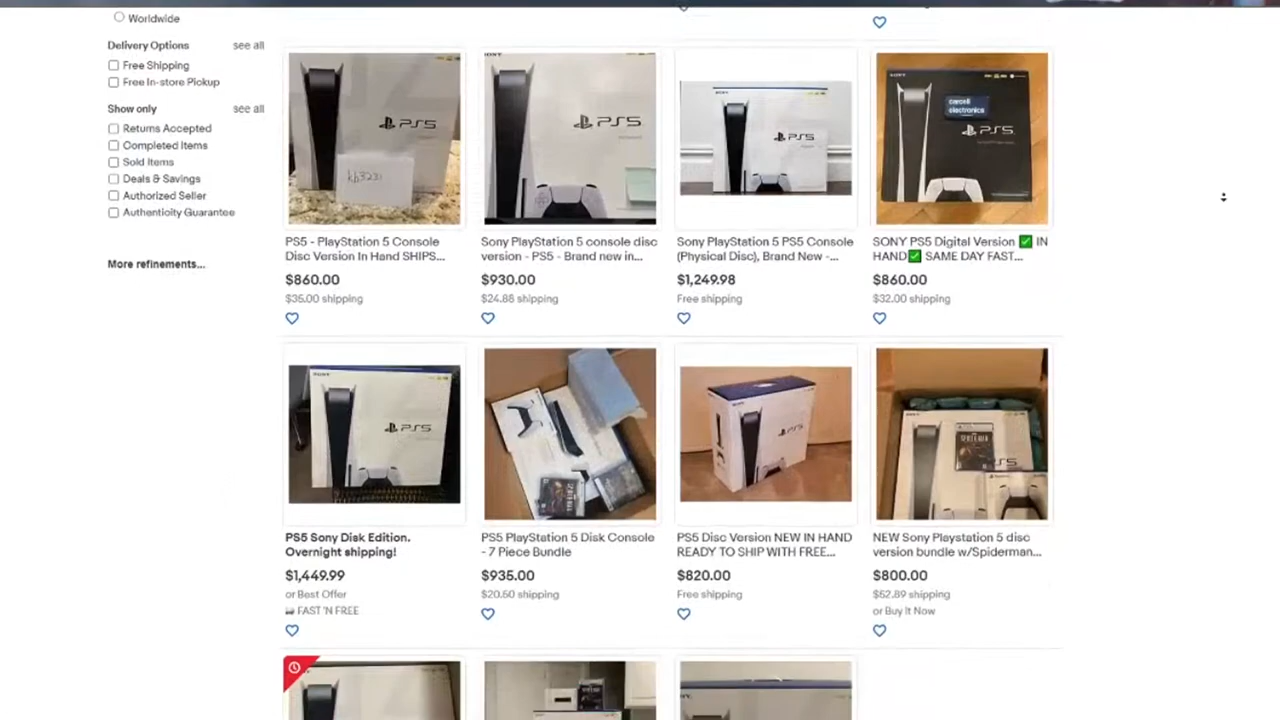 Worldwide
Delivery Options see all
Free Shipping
Free In-store Pickup
Show only see all
Returns Accepted
Completed Items
Sold Items
Deals & Savings
Authorized Seller
Authenticity Guarantee
More refinements...
PS5
kb3231
SONY
PS5
PS5
SONY
carceli
electronics
PS5
PS5 - PlayStation 5 Console
Disc Version In Hand SHIPS...
$860.00
$35.00 shipping
Sony PlayStation 5 console disc
version - PS5 - Brand new in...
$930.00
$24.88 shipping
Sony PlayStation 5 PS5 Console
(Physical Disc), Brand New -...
$1,249.98
Free shipping
SONY PS5 Digital Version ✅ IN
HAND✅ SAME DAY FAST...
$860.00
$32.00 shipping
SONY
PS5
PS5
PS5 Sony Disk Edition.
Overnight shipping!
$1,449.99
or Best Offer
FAST 'N FREE
PS5 PlayStation 5 Disk Console
- 7 Piece Bundle
$935.00
$20.50 shipping
PS5 Disc Version NEW IN HAND
READY TO SHIP WITH FREE...
$820.00
Free shipping
NEW Sony Playstation 5 disc
version bundle w/Spiderman...
$800.00
$52.89 shipping
or Buy It Now